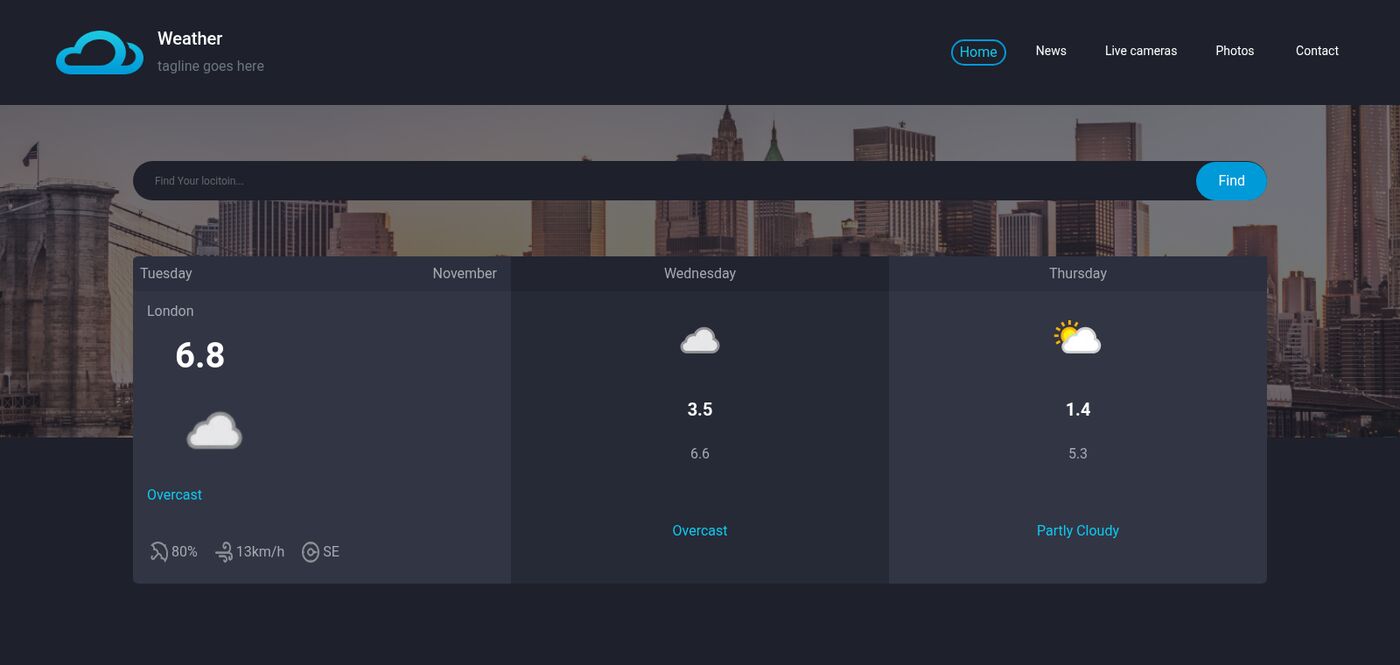 Weather
tagline goes here
Home News Live cameras Photos Contact
Find Your locitoin... Find
Tuesday November Wednesday Thursday
London
6.8
3.5 1.4
6.6 5.3
Overcast
Overcast Partly Cloudy
80% 13km/h SE